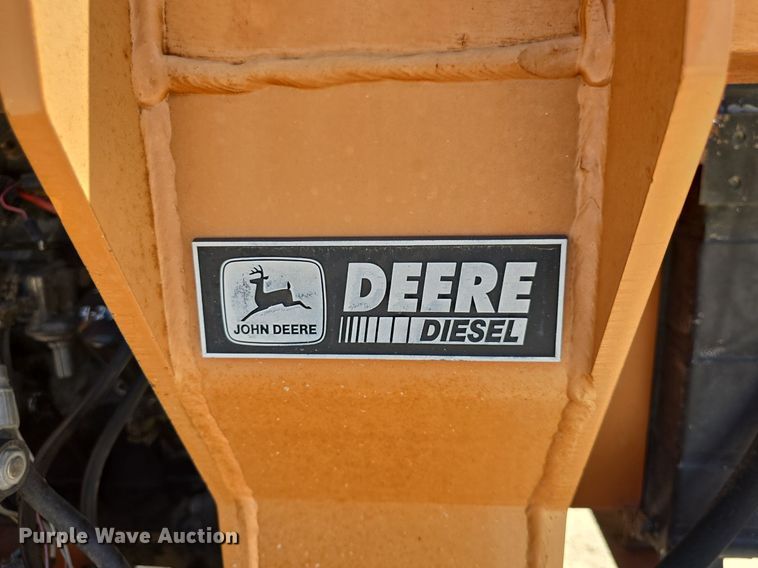 DEERE
JOHN DEERE
DIESEL
Purple Wave Auction